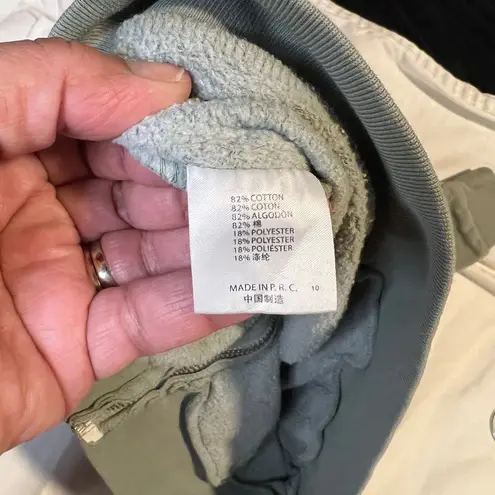 82% COTTON
82% COTON
82% ALGODÓN
82% 棉
18% POLYESTER
18% POLYESTER
18% POLIÉSTER
18% 涤纶
MADE IN P. R. C. 10
中国制造